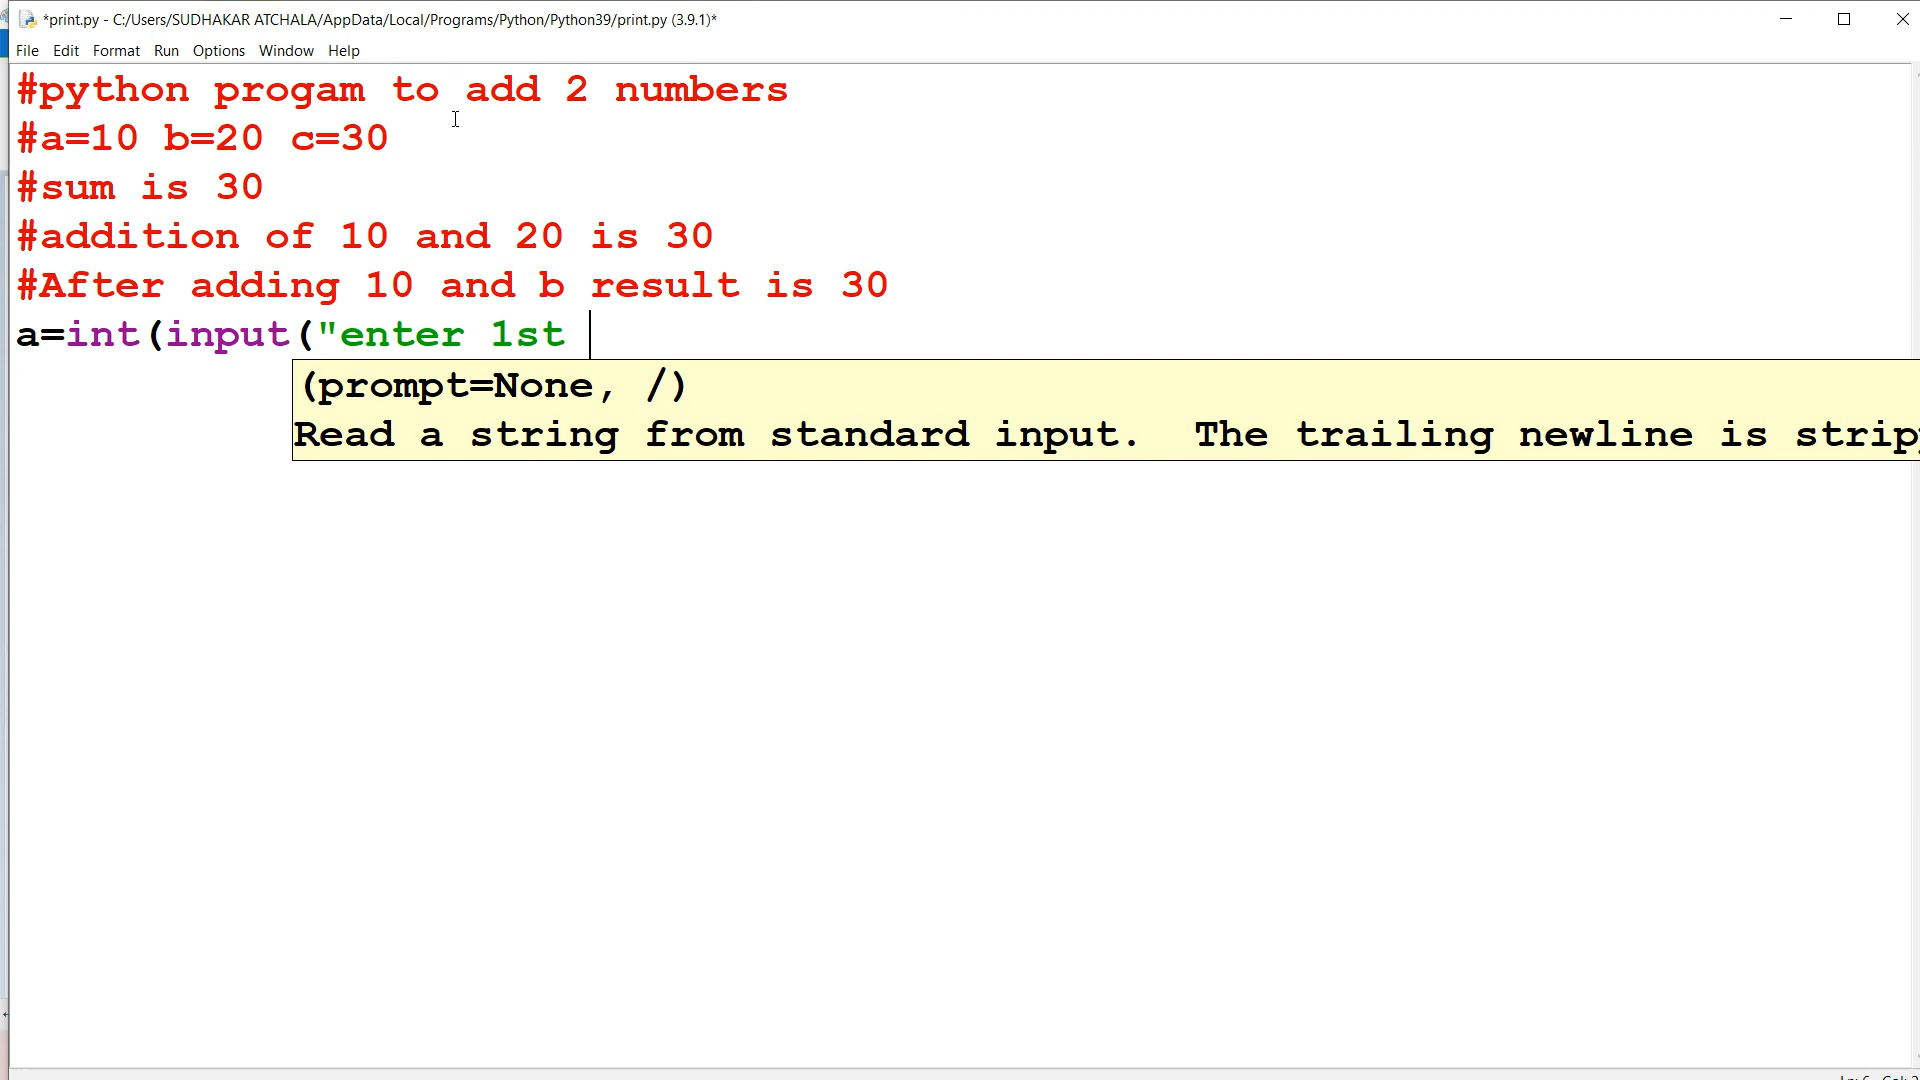 *print.py - C:/Users/SUDHAKAR ATCHALA/AppData/Local/Programs/Python/Python39/print.py (3.9.1)*
File Edit Format Run Options Window Help
#python progam to add 2 numbers
#a=10 b=20 c=30
#sum is 30
#addition of 10 and 20 is 30
#After adding 10 and b result is 30
a=int(input("enter 1st
(prompt=None, /)
Read a string from standard input. The trailing newline is strip